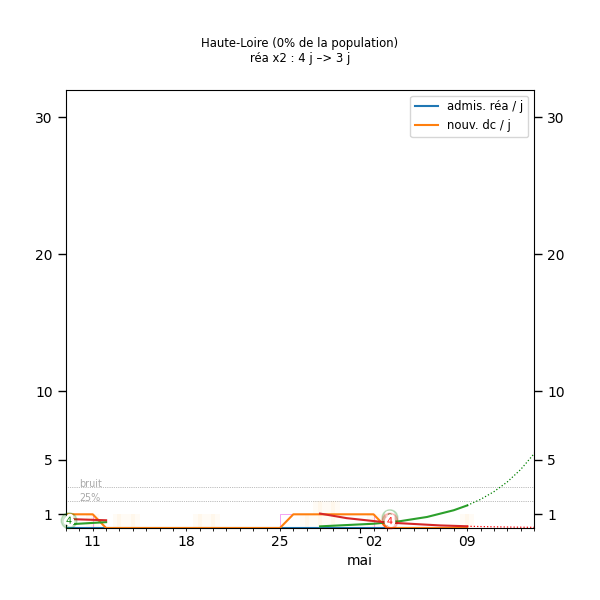 Haute-Loire (0% de la population)
réa x2 : 4 j –> 3 j
admis. réa / j
nouv. dc / j
30 30
20 20
10 10
5 5
bruit
25%
1 1
4 4
11 18 25 - 02 09
mai